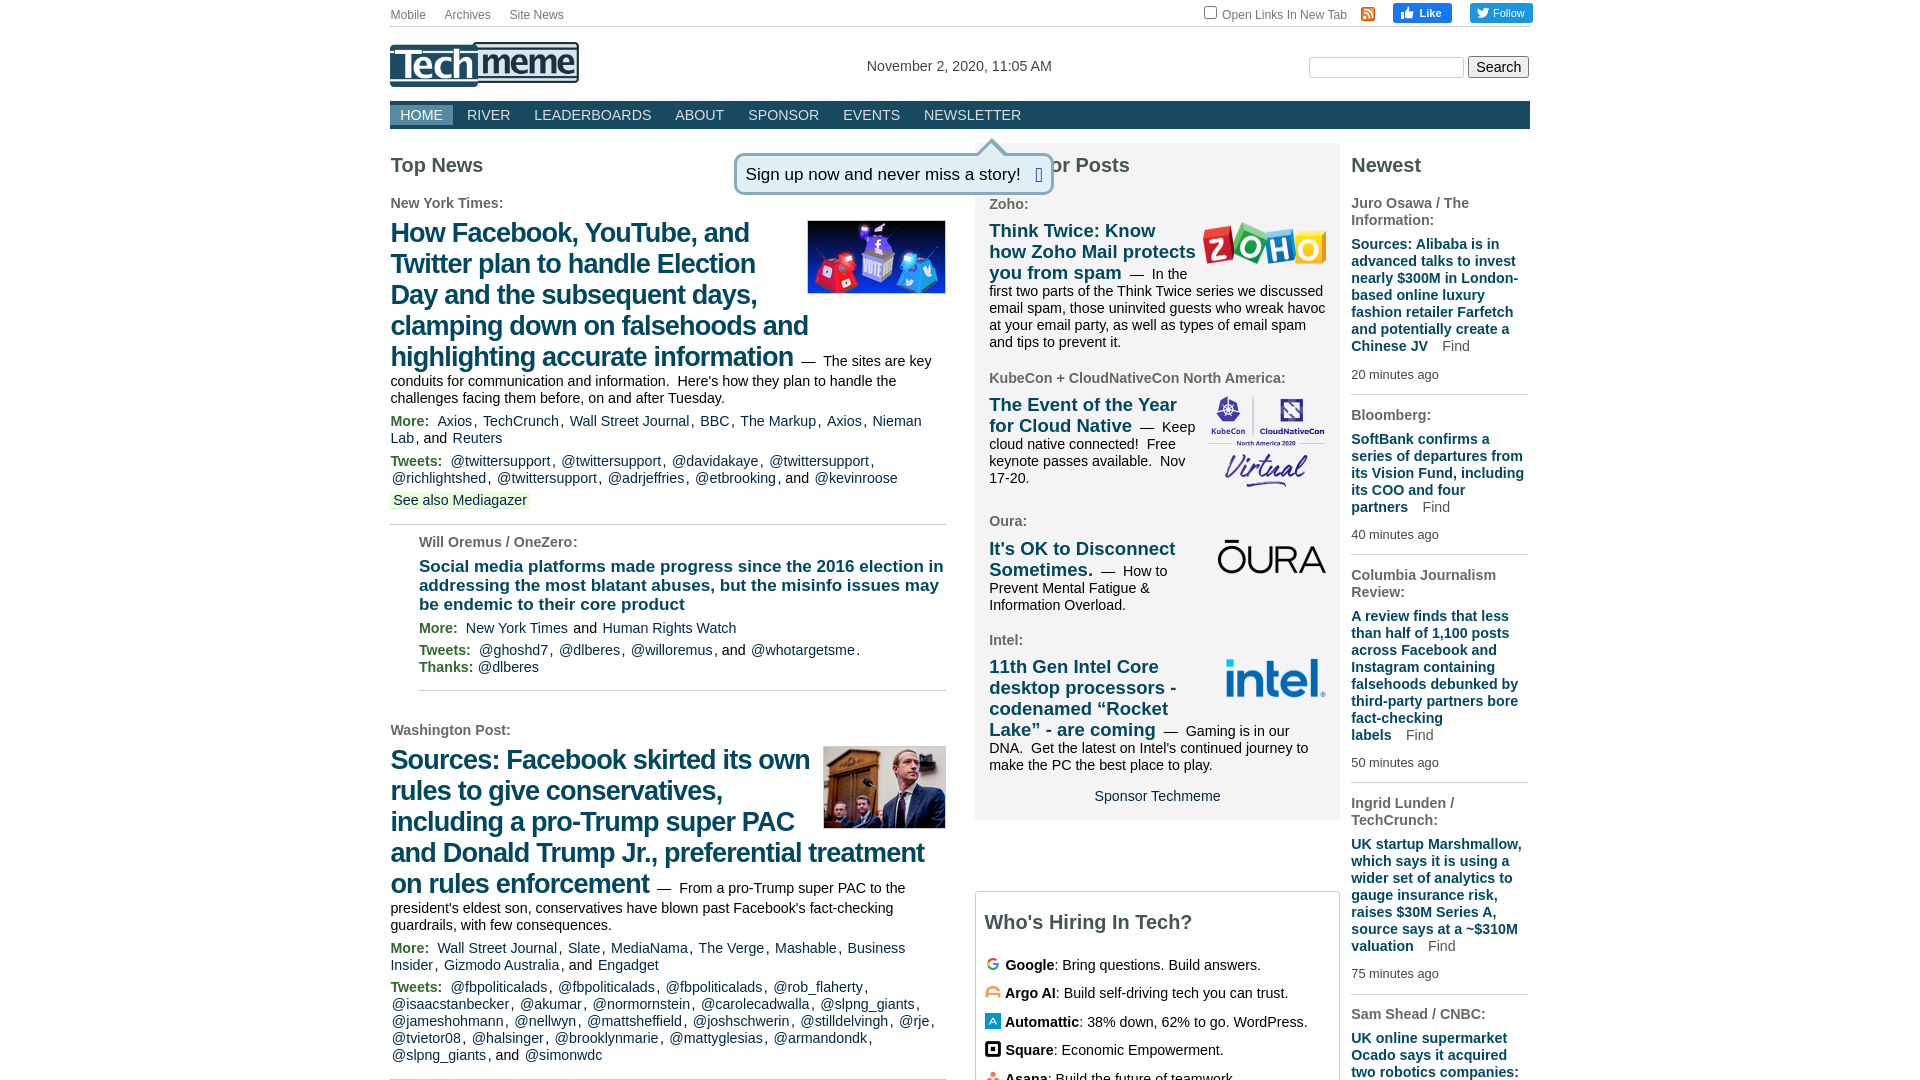 Mobile Archives Site News
Open Links In New Tab
Like
Follow
Techmeme
November 2, 2020, 11:05 AM
Search
HOME RIVER LEADERBOARDS ABOUT SPONSOR EVENTS NEWSLETTER
Sign up now and never miss a story!
Top News
New York Times:
How Facebook, YouTube, and
Twitter plan to handle Election
Day and the subsequent days,
clamping down on falsehoods and
highlighting accurate information — The sites are key
conduits for communication and information. Here's how they plan to handle the
challenges facing them before, on and after Tuesday.
More: Axios, TechCrunch, Wall Street Journal, BBC, The Markup, Axios, Nieman
Lab, and Reuters
Tweets: @twittersupport, @twittersupport, @davidakaye, @twittersupport,
@richlightshed, @twittersupport, @adrjeffries, @etbrooking, and @kevinroose
See also Mediagazer
Will Oremus / OneZero:
Social media platforms made progress since the 2016 election in
addressing the most blatant abuses, but the misinfo issues may
be endemic to their core product
More: New York Times and Human Rights Watch
Tweets: @ghoshd7, @dlberes, @willoremus, and @whotargetsme.
Thanks: @dlberes
Washington Post:
Sources: Facebook skirted its own
rules to give conservatives,
including a pro-Trump super PAC
and Donald Trump Jr., preferential treatment
on rules enforcement — From a pro-Trump super PAC to the
president's eldest son, conservatives have blown past Facebook's fact-checking
guardrails, with few consequences.
More: Wall Street Journal, Slate, MediaNama, The Verge, Mashable, Business
Insider, Gizmodo Australia, and Engadget
Tweets: @fbpoliticalads, @fbpoliticalads, @fbpoliticalads, @rob_flaherty,
@isaacstanbecker, @akumar, @normornstein, @carolecadwalla, @slpng_giants,
@jameshohmann, @nellwyn, @mattsheffield, @joshschwerin, @stilldelvingh, @rje,
@tvietor08, @halsinger, @brooklynmarie, @mattyglesias, @armandondk,
@slpng_giants, and @simonwdc
or Posts
Zoho:
Think Twice: Know
how Zoho Mail protects
you from spam — In the
first two parts of the Think Twice series we discussed
email spam, those uninvited guests who wreak havoc
at your email party, as well as types of email spam
and tips to prevent it.
ZOHO
KubeCon + CloudNativeCon North America:
The Event of the Year
for Cloud Native — Keep
cloud native connected! Free
keynote passes available. Nov
17-20.
KubeCon CloudNativeCon
North America 2020
Virtual
Oura:
It's OK to Disconnect
Sometimes. — How to
Prevent Mental Fatigue &
Information Overload.
ŌURA
Intel:
11th Gen Intel Core
desktop processors -
codenamed “Rocket
Lake” - are coming — Gaming is in our
DNA. Get the latest on Intel's continued journey to
make the PC the best place to play.
intel®
Sponsor Techmeme
Who's Hiring In Tech?
Google: Bring questions. Build answers.
Argo AI: Build self-driving tech you can trust.
Automattic: 38% down, 62% to go. WordPress.
Square: Economic Empowerment.
Asana: Build the future of teamwork
Newest
Juro Osawa / The
Information:
Sources: Alibaba is in
advanced talks to invest
nearly $300M in London-
based online luxury
fashion retailer Farfetch
and potentially create a
Chinese JV Find
20 minutes ago
Bloomberg:
SoftBank confirms a
series of departures from
its Vision Fund, including
its COO and four
partners Find
40 minutes ago
Columbia Journalism
Review:
A review finds that less
than half of 1,100 posts
across Facebook and
Instagram containing
falsehoods debunked by
third-party partners bore
fact-checking
labels Find
50 minutes ago
Ingrid Lunden /
TechCrunch:
UK startup Marshmallow,
which says it is using a
wider set of analytics to
gauge insurance risk,
raises $30M Series A,
source says at a ~$310M
valuation Find
75 minutes ago
Sam Shead / CNBC:
UK online supermarket
Ocado says it acquired
two robotics companies: